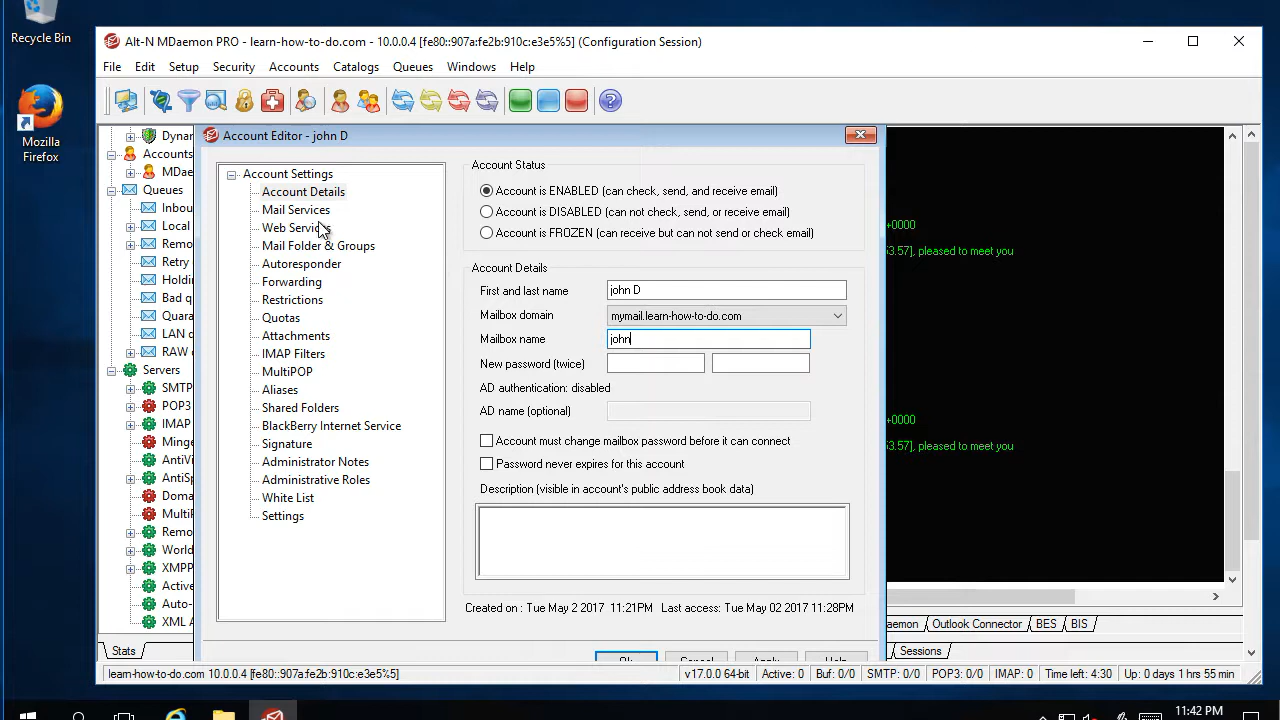 Recycle Bin
Mozilla
Firefox
Alt-N MDaemon PRO - learn-how-to-do.com - 10.0.0.4 [fe80::907a:fe2b:910c:e3e5%5] (Configuration Session)
File Edit Setup Security Accounts Catalogs Queues Windows Help
Dynar
Accounts
MDae
Queues
Inbou
Local
Remo
Retry
Holdi
Bad q
Quara
LAN d
RAW
Servers
SMTP
POP3
IMAP
Minge
AntiVi
AntiSp
Doma
MultiP
Remo
World
XMPP
Active
Auto-
XML A
Stats
Account Editor - john D
Account Settings
Account Details
Mail Services
Web Services
Mail Folder & Groups
Autoresponder
Forwarding
Restrictions
Quotas
Attachments
IMAP Filters
MultiPOP
Aliases
Shared Folders
BlackBerry Internet Service
Signature
Administrator Notes
Administrative Roles
White List
Settings
Account Status
Account is ENABLED (can check, send, and receive email)
Account is DISABLED (can not check, send, or receive email)
Account is FROZEN (can receive but can not send or check email)
Account Details
First and last name john D
Mailbox domain mymail.learn-how-to-do.com
Mailbox name john
New password (twice)
AD authentication: disabled
AD name (optional)
Account must change mailbox password before it can connect
Password never expires for this account
Description (visible in account's public address book data)
Created on : Tue May 2 2017 11:21PM Last access: Tue May 02 2017 11:28PM
Ok Cancel Apply Help
+0000
53.57], pleased to meet you
+0000
53.57], pleased to meet you
aemon Outlook Connector BES BIS
Sessions
learn-how-to-do.com 10.0.0.4 [fe80::907a:fe2b:910c:e3e5%5] v17.0.0 64-bit Active: 0 Buf: 0/0 SMTP: 0/0 POP3: 0/0 IMAP: 0 Time left: 4:30 Up: 0 days 1 hrs 55 min
11:42 PM